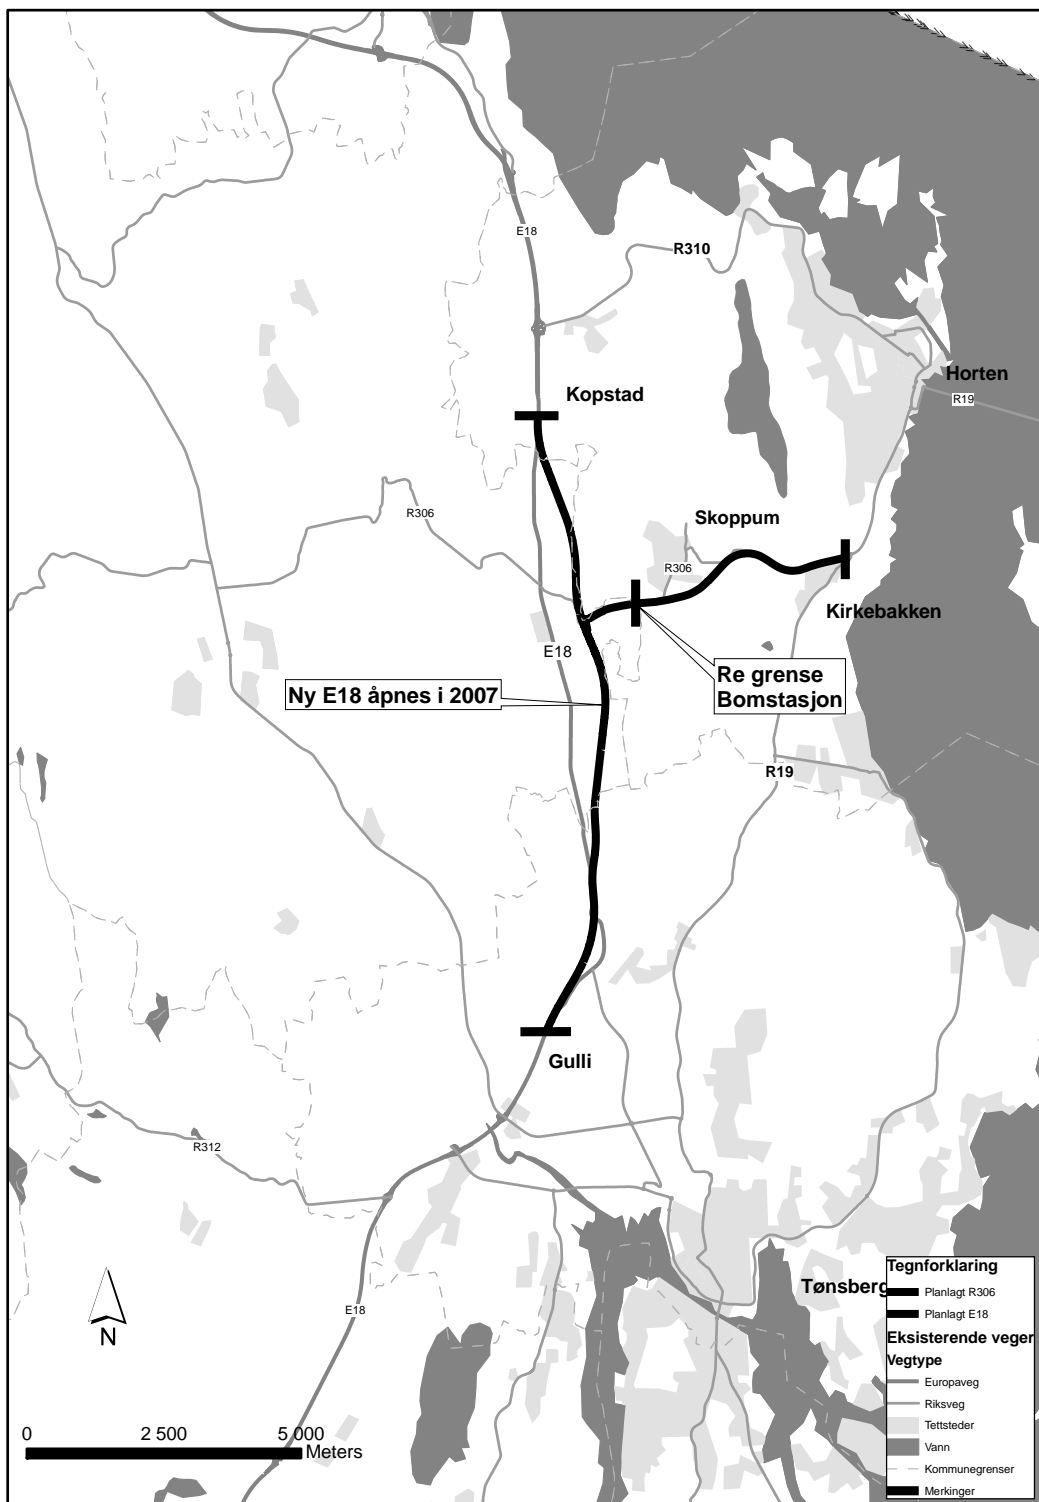 E18
R310
Horten
R19
Kopstad
R306
Skoppum
R306
Kirkebakken
E18
Re grense
Bomstasjon
Ny E18 åpnes i 2007
R19
Gulli
R312
Tønsberg
E18
N
0 2 500 5 000
Meters
Tegnforklaring
Planlagt R306
Planlagt E18
Eksisterende veger
Vegtype
Europaveg
Riksveg
Tettsteder
Vann
Kommunegrenser
Merkinger